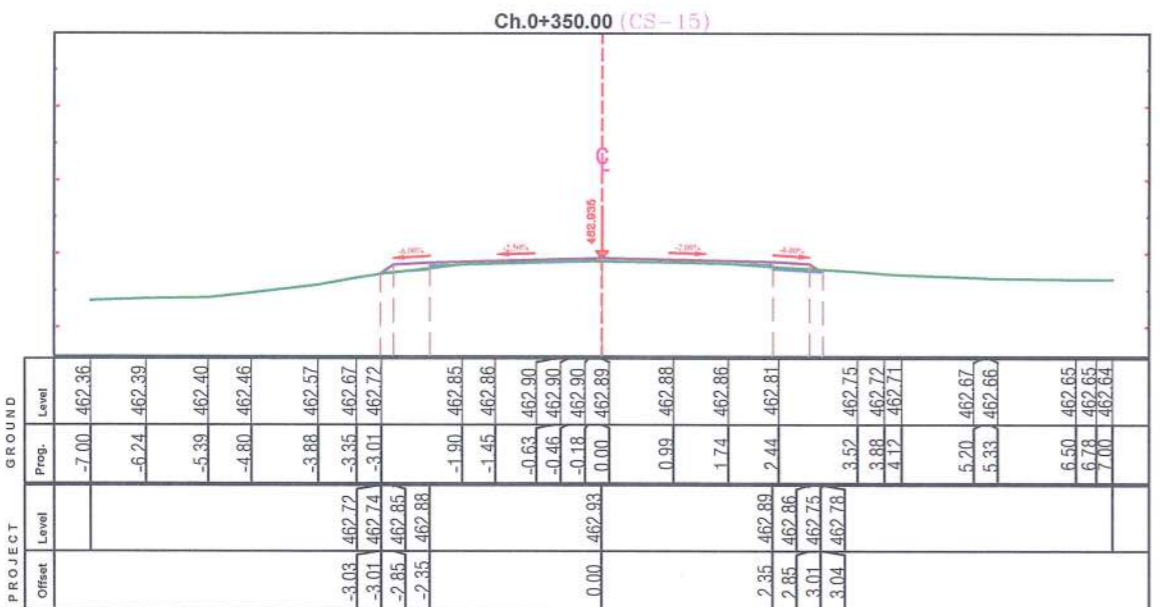 Ch.0+350.00 (CS-15)
℄
462.935
-6.00%
-2.50%
-2.00%
GROUND
Level
462.36 462.39 462.40 462.46 462.57 462.67 462.72 462.85 462.86 462.90 462.90 462.90 462.89 462.88 462.86 462.81 462.75 462.72 462.71 462.67 462.66 462.65 462.65 462.64
Prog.
-7.00 -6.24 -5.39 -4.80 -3.88 -3.35 -3.01 -1.90 -1.45 -0.63 -0.46 -0.18 0.00 0.99 1.74 2.44 3.52 3.88 4.12 5.20 5.33 6.50 6.78 7.00
PROJECT
Level
462.72 462.74 462.85 462.88 462.93 462.89 462.86 462.75 462.78
Offset
-3.03 -3.01 -2.85 -2.35 0.00 2.35 2.85 3.01 3.04